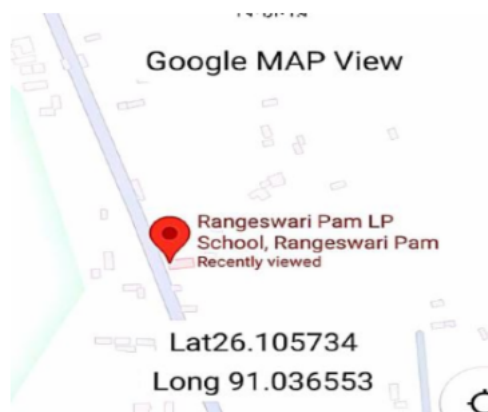 Google MAP View
Rangeswari Pam LP
School, Rangeswari Pam
Recently viewed
Lat26.105734
Long 91.036553